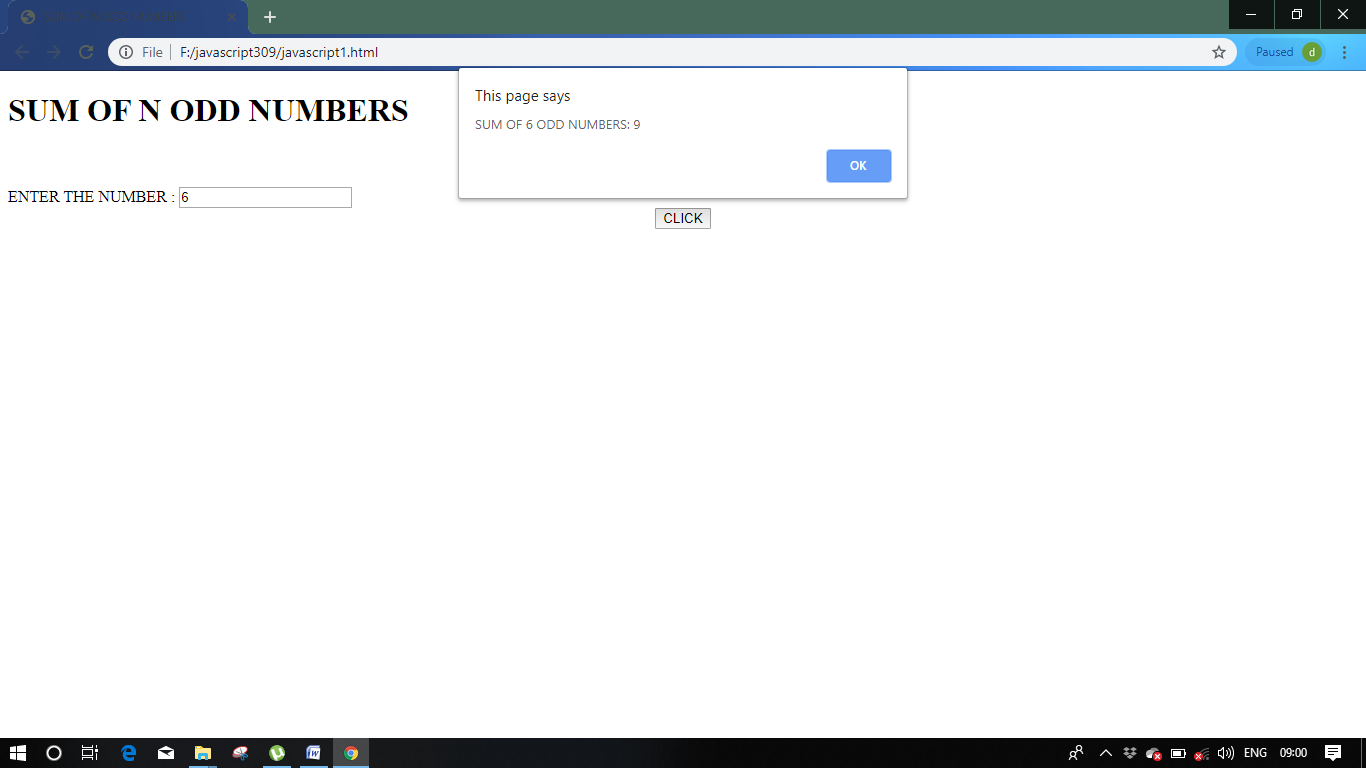 File
F:/javascript309/javascript1.html
Paused
d
This page says
SUM OF 6 ODD NUMBERS: 9
OK
SUM OF N ODD NUMBERS
ENTER THE NUMBER : 6
CLICK
ENG
09:00